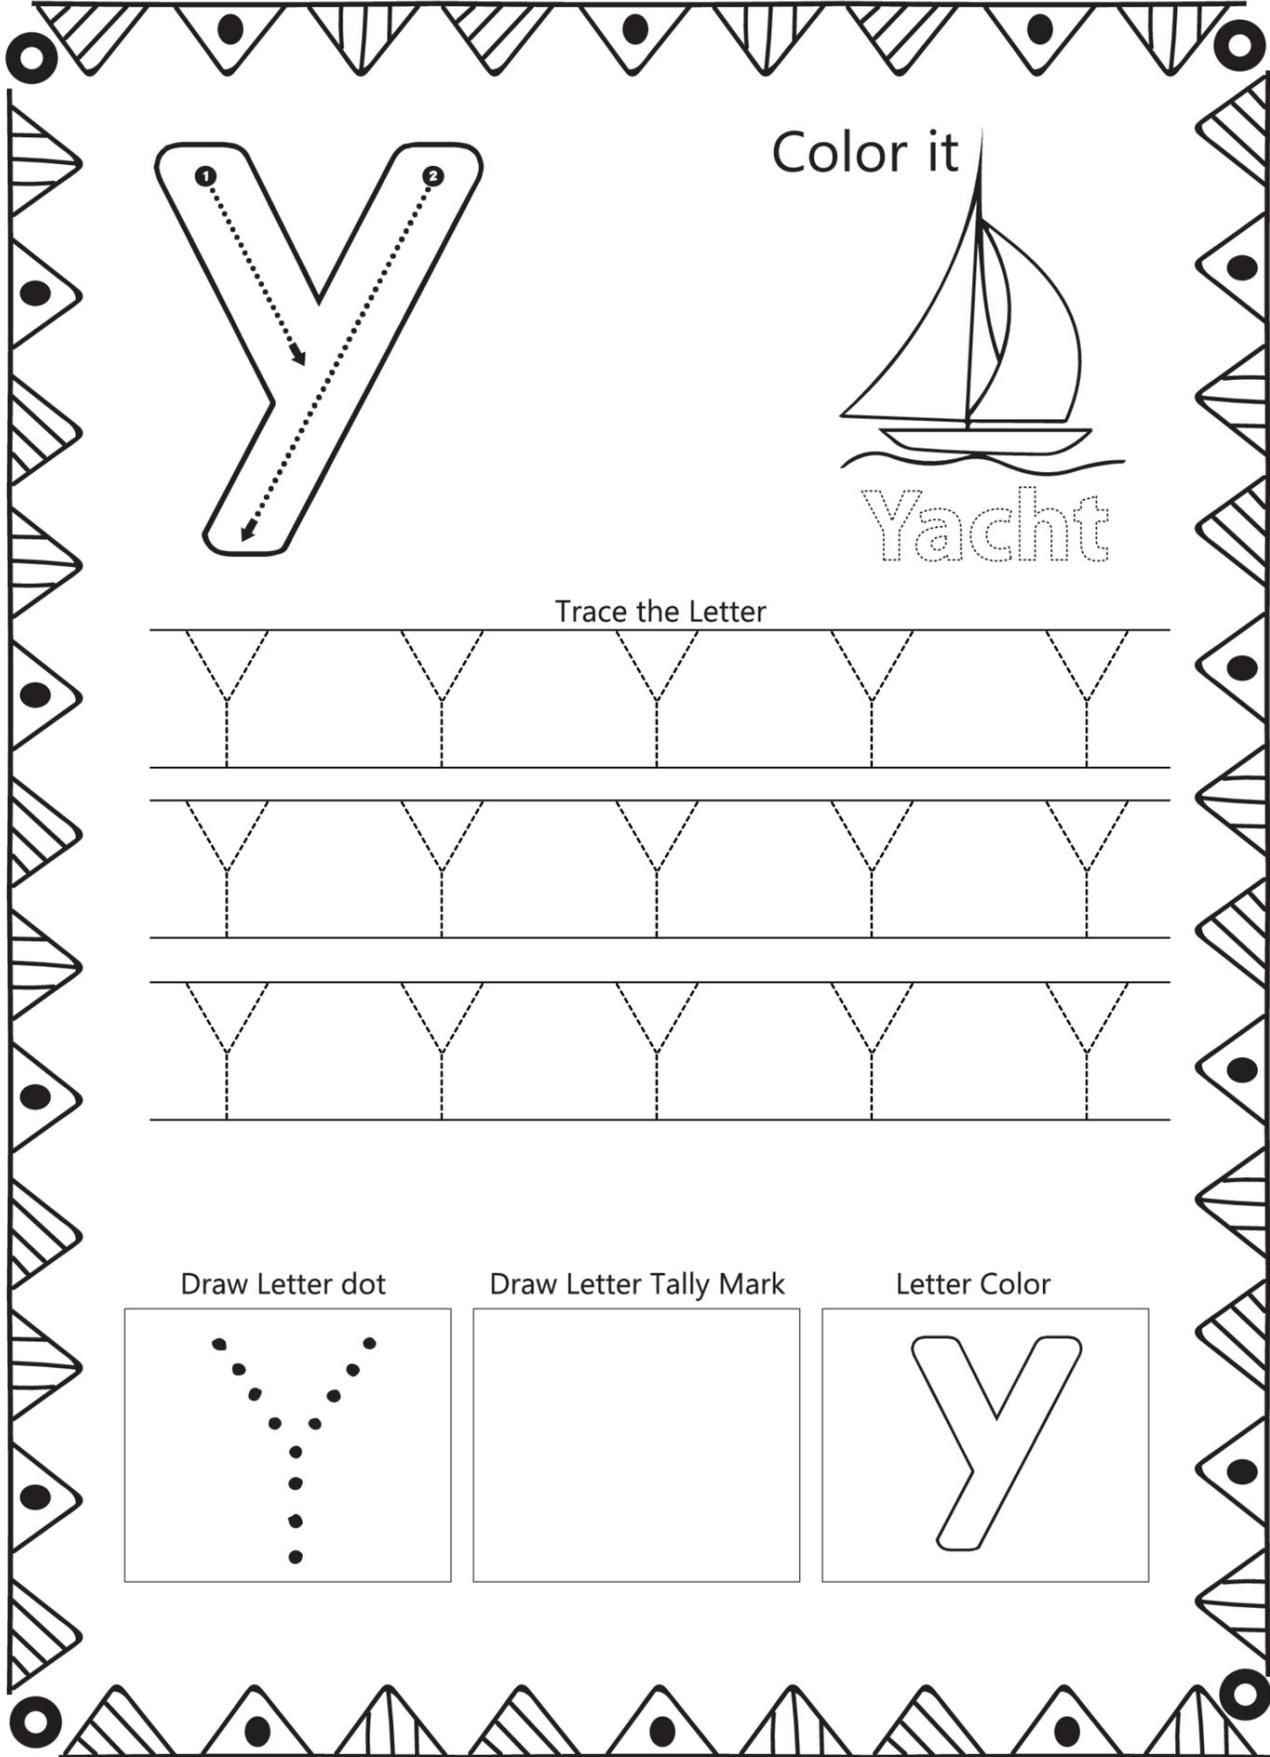 Y
1 2
Color it
Yacht
Trace the Letter
Y Y Y Y Y
Y Y Y Y Y
Y Y Y Y Y
Draw Letter dot
Draw Letter Tally Mark
Letter Color
Y
y